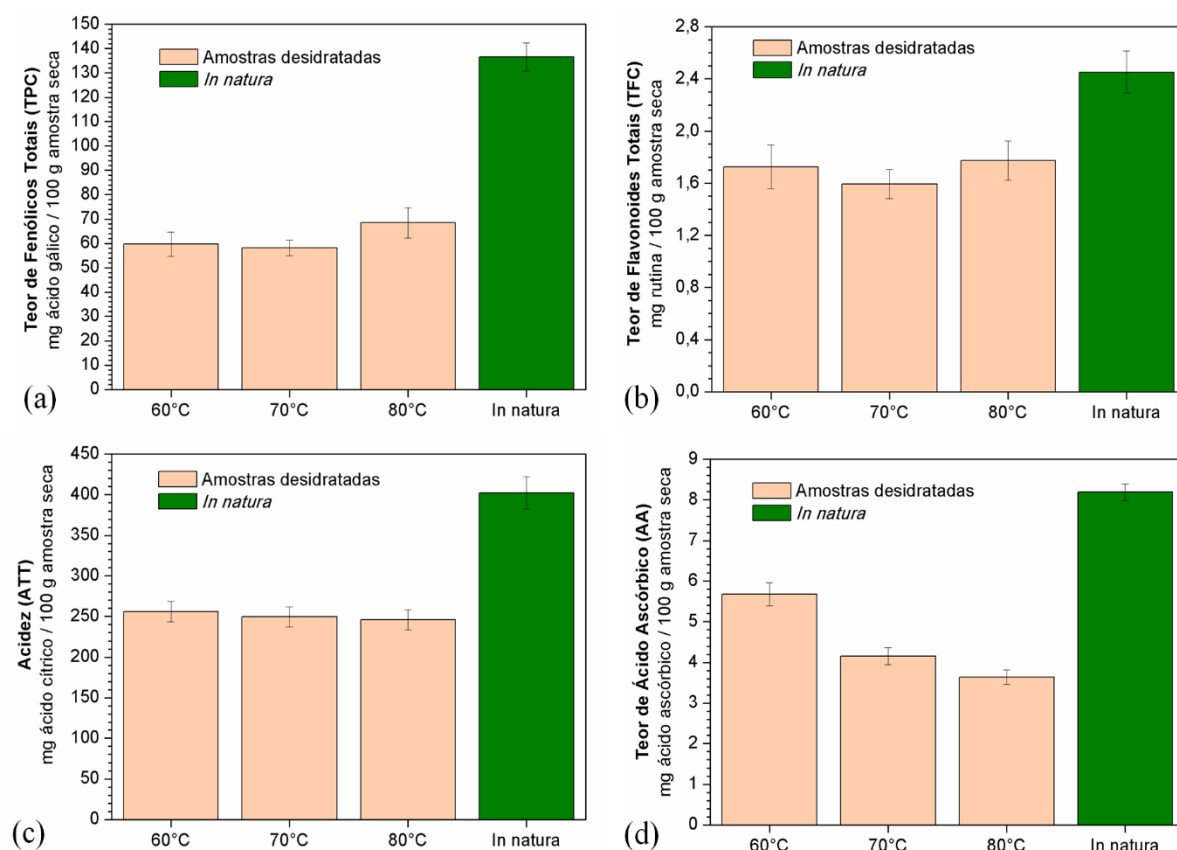 Teor de Fenólicos Totais (TPC)
mg ácido gálico / 100 g amostra seca
150
140
130
120
110
100
90
80
70
60
50
40
30
20
10
0
Amostras desidratadas
In natura
60°C
70°C
80°C
In natura
(a)
Teor de Flavonoides Totais (TFC)
mg rutina / 100 g amostra seca
2,8
2,4
2,0
1,6
1,2
0,8
0,4
0,0
Amostras desidratadas
In natura
60°C
70°C
80°C
In natura
(b)
Acidez (ATT)
mg ácido cítrico / 100 g amostra seca
450
400
350
300
250
200
150
100
50
0
Amostras desidratadas
In natura
60°C
70°C
80°C
In natura
(c)
Teor de Ácido Ascórbico (AA)
mg ácido ascórbico / 100 g amostra seca
9
8
7
6
5
4
3
2
1
0
Amostras desidratadas
In natura
60°C
70°C
80°C
In natura
(d)